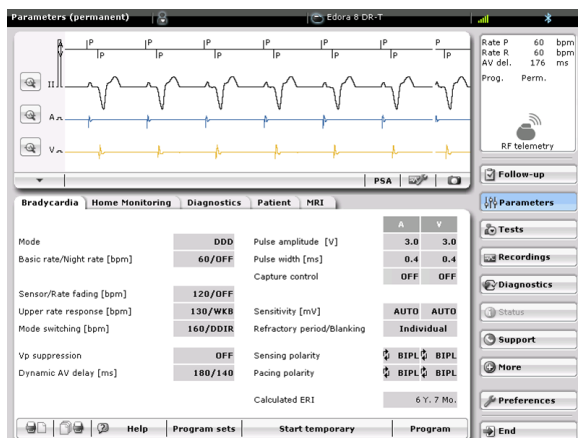 Parameters (permanent) Edora 8 DR-T
A P P P P P P P
V P P P P P P P
II
A
V
PSA
Rate P 60 bpm
Rate R 60 bpm
AV del. 176 ms
Prog. Perm.
RF telemetry
Bradycardia Home Monitoring Diagnostics Patient MRI
A V
Mode DDD Pulse amplitude [V] 3.0 3.0
Basic rate/Night rate [bpm] 60/OFF Pulse width [ms] 0.4 0.4
Capture control OFF OFF
Sensor/Rate fading [bpm] 120/OFF
Upper rate response [bpm] 130/WKB Sensitivity [mV] AUTO AUTO
Mode switching [bpm] 160/DDIR Refractory period/Blanking Individual
Vp suppression OFF Sensing polarity BIPL BIPL
Dynamic AV delay [ms] 180/140 Pacing polarity BIPL BIPL
Calculated ERI 6 Y. 7 Mo.
Help Program sets Start temporary Program
Follow-up
Parameters
Tests
Recordings
Diagnostics
Status
Support
More
Preferences
End